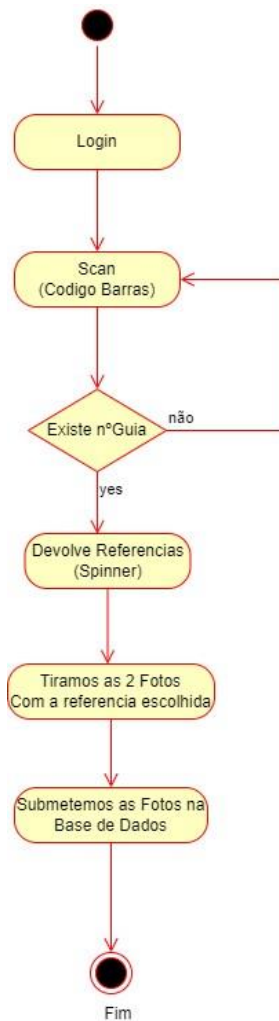 Login
Scan
(Codigo Barras)
Existe nºGuia
não
yes
Devolve Referencias
(Spinner)
Tiramos as 2 Fotos
Com a referencia escolhida
Submetemos as Fotos na
Base de Dados
Fim